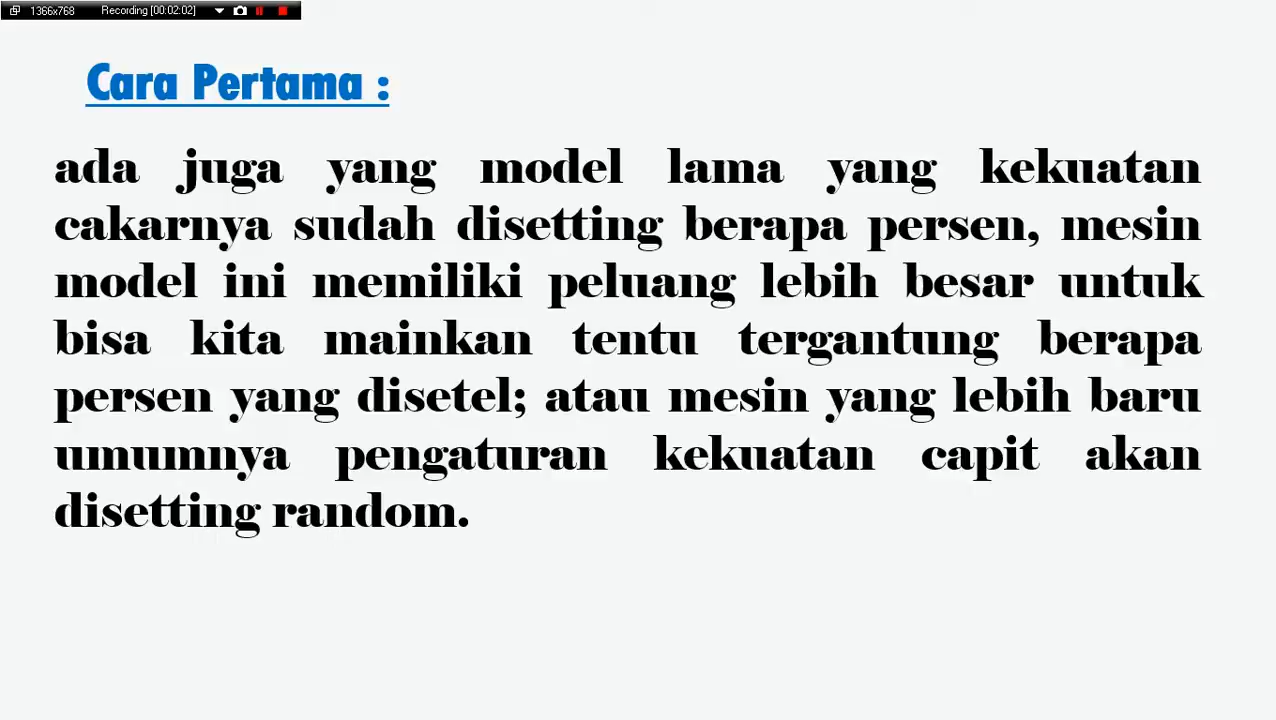 1366x768 Recording [00:02:02]
Cara Pertama :
ada juga yang model lama yang kekuatan
cakarnya sudah disetting berapa persen, mesin
model ini memiliki peluang lebih besar untuk
bisa kita mainkan tentu tergantung berapa
persen yang disetel; atau mesin yang lebih baru
umumnya pengaturan kekuatan capit akan
disetting random.